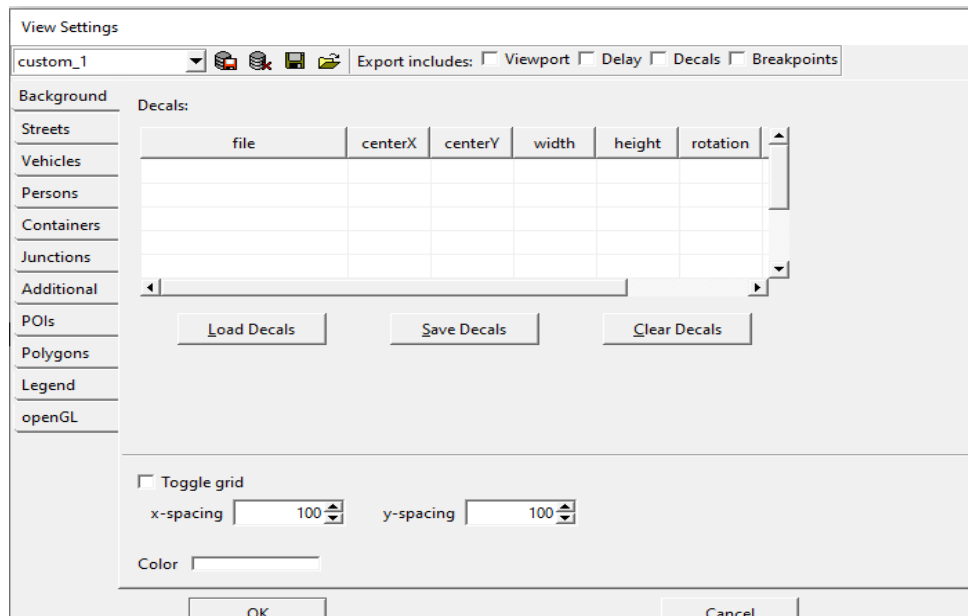 View Settings
custom_1 Export includes: Viewport Delay Decals Breakpoints
Background
Streets
Vehicles
Persons
Containers
Junctions
Additional
POIs
Polygons
Legend
openGL
Decals:
file centerX centerY width height rotation
Load Decals Save Decals Clear Decals
Toggle grid
x-spacing 100 y-spacing 100
Color
OK Cancel